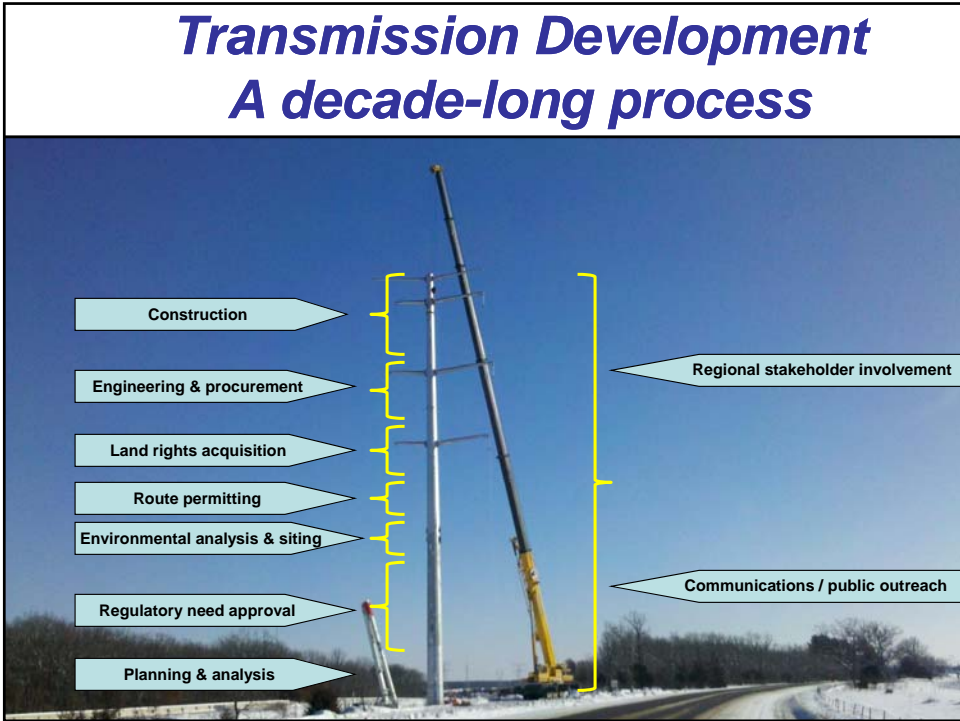 Transmission Development
A decade-long process
Construction
Engineering & procurement
Land rights acquisition
Route permitting
Environmental analysis & siting
Regulatory need approval
Planning & analysis
Regional stakeholder involvement
Communications / public outreach